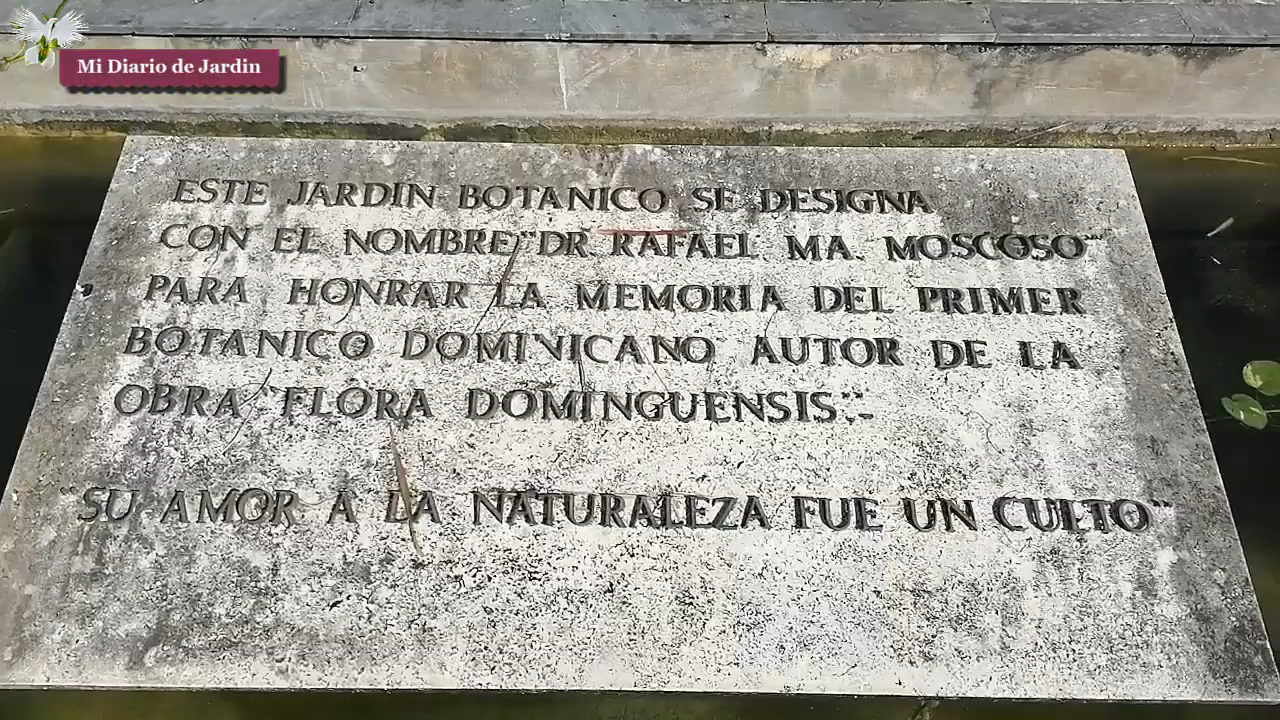 Mi Diario de Jardin
ESTE JARDIN BOTANICO SE DESIGNA
CON EL NOMBRE "DR. RAFAEL MA. MOSCOSO"
PARA HONRAR LA MEMORIA DEL PRIMER
BOTANICO DOMINICANO AUTOR DE LA
OBRA "FLORA DOMINGUENSIS".
"SU AMOR A LA NATURALEZA FUE UN CULTO"